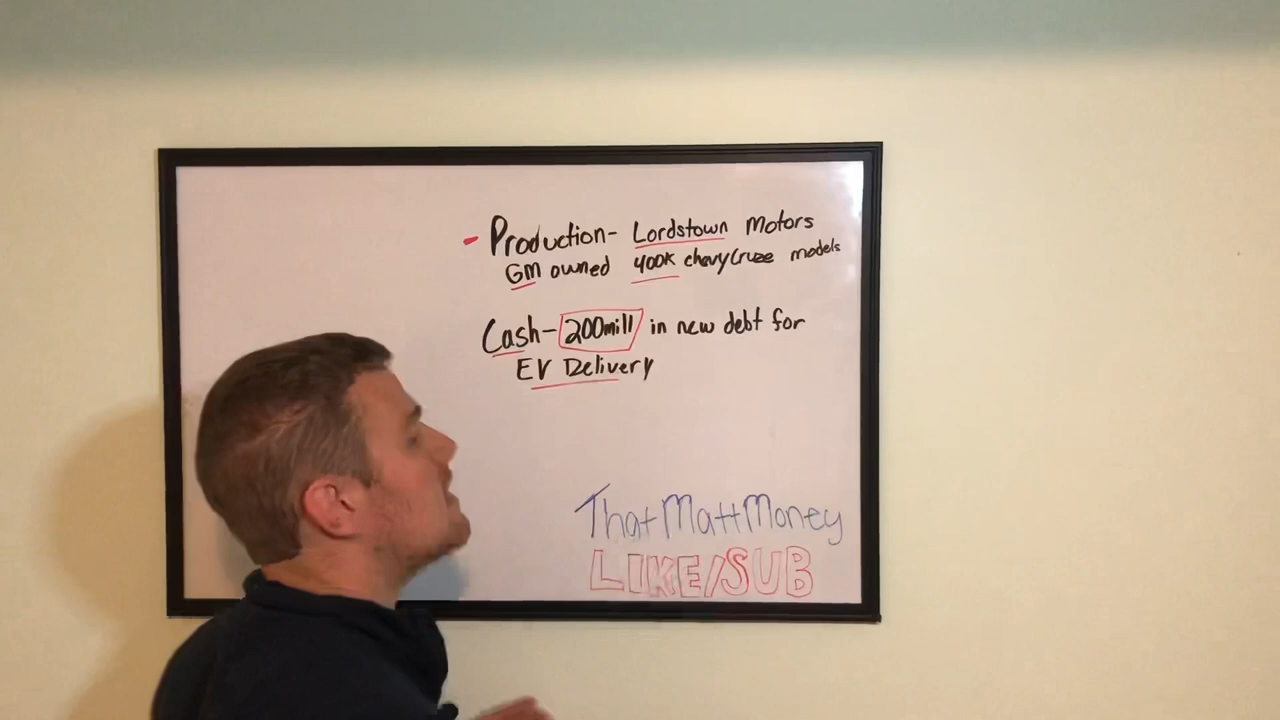 - Production- Lordstown Motors
GM owned 400K chevy Cruze models
Cash- 200mill in new debt for
EV Delivery
ThatMattMoney
LIKE/SUB